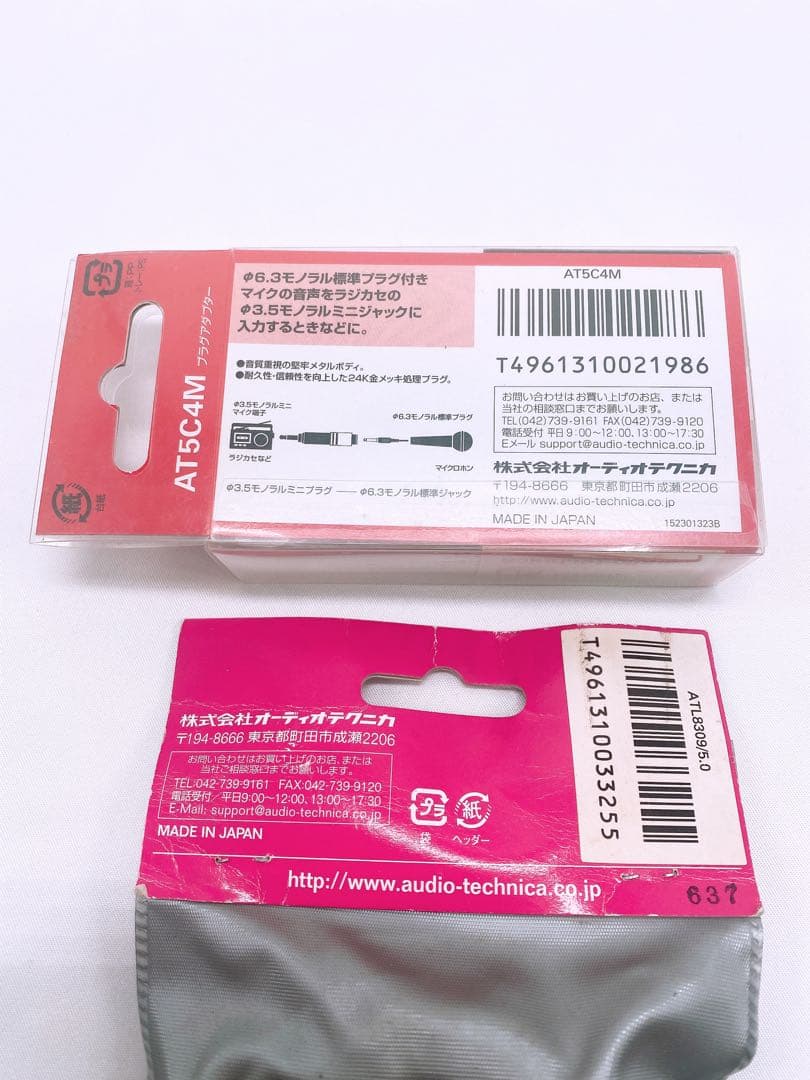 プラ
箱:PP
トレー:PS
AT5C4M プラグアダプター
紙
台紙
φ6.3モノラル標準プラグ付き
マイクの音声をラジカセの
φ3.5モノラルミニジャックに
入力するときなどに。
●音質重視の堅牢メタルボディ。
●耐久性・信頼性を向上した24K金メッキ処理プラグ。
φ3.5モノラルミニ
マイク端子
φ6.3モノラル標準プラグ
ラジカセなど
マイクロホン
φ3.5モノラルミニプラグ ―― φ6.3モノラル標準ジャック
AT5C4M
T4961310021986
お問い合わせはお買い上げのお店、または
当社の相談窓口までお願いします。
TEL(042)739-9161 FAX(042)739-9120
電話受付 平日 9:00〜12:00、13:00〜17:30
Eメール support@audio-technica.co.jp
株式会社オーディオテクニカ
〒194-8666 東京都町田市成瀬2206
http://www.audio-technica.co.jp
MADE IN JAPAN
152301323B
株式会社オーディオテクニカ
〒194-8666 東京都町田市成瀬2206
お問い合わせはお買い上げのお店、または
当社ご相談窓口までお願いします。
TEL:042-739-9161 FAX:042-739-9120
電話受付/平日9:00〜12:00、13:00〜17:30
E-Mail: support@audio-technica.co.jp
MADE IN JAPAN
プラ
袋
紙
ヘッダー
T4961310033255
ATL8309/5.0
http://www.audio-technica.co.jp
637